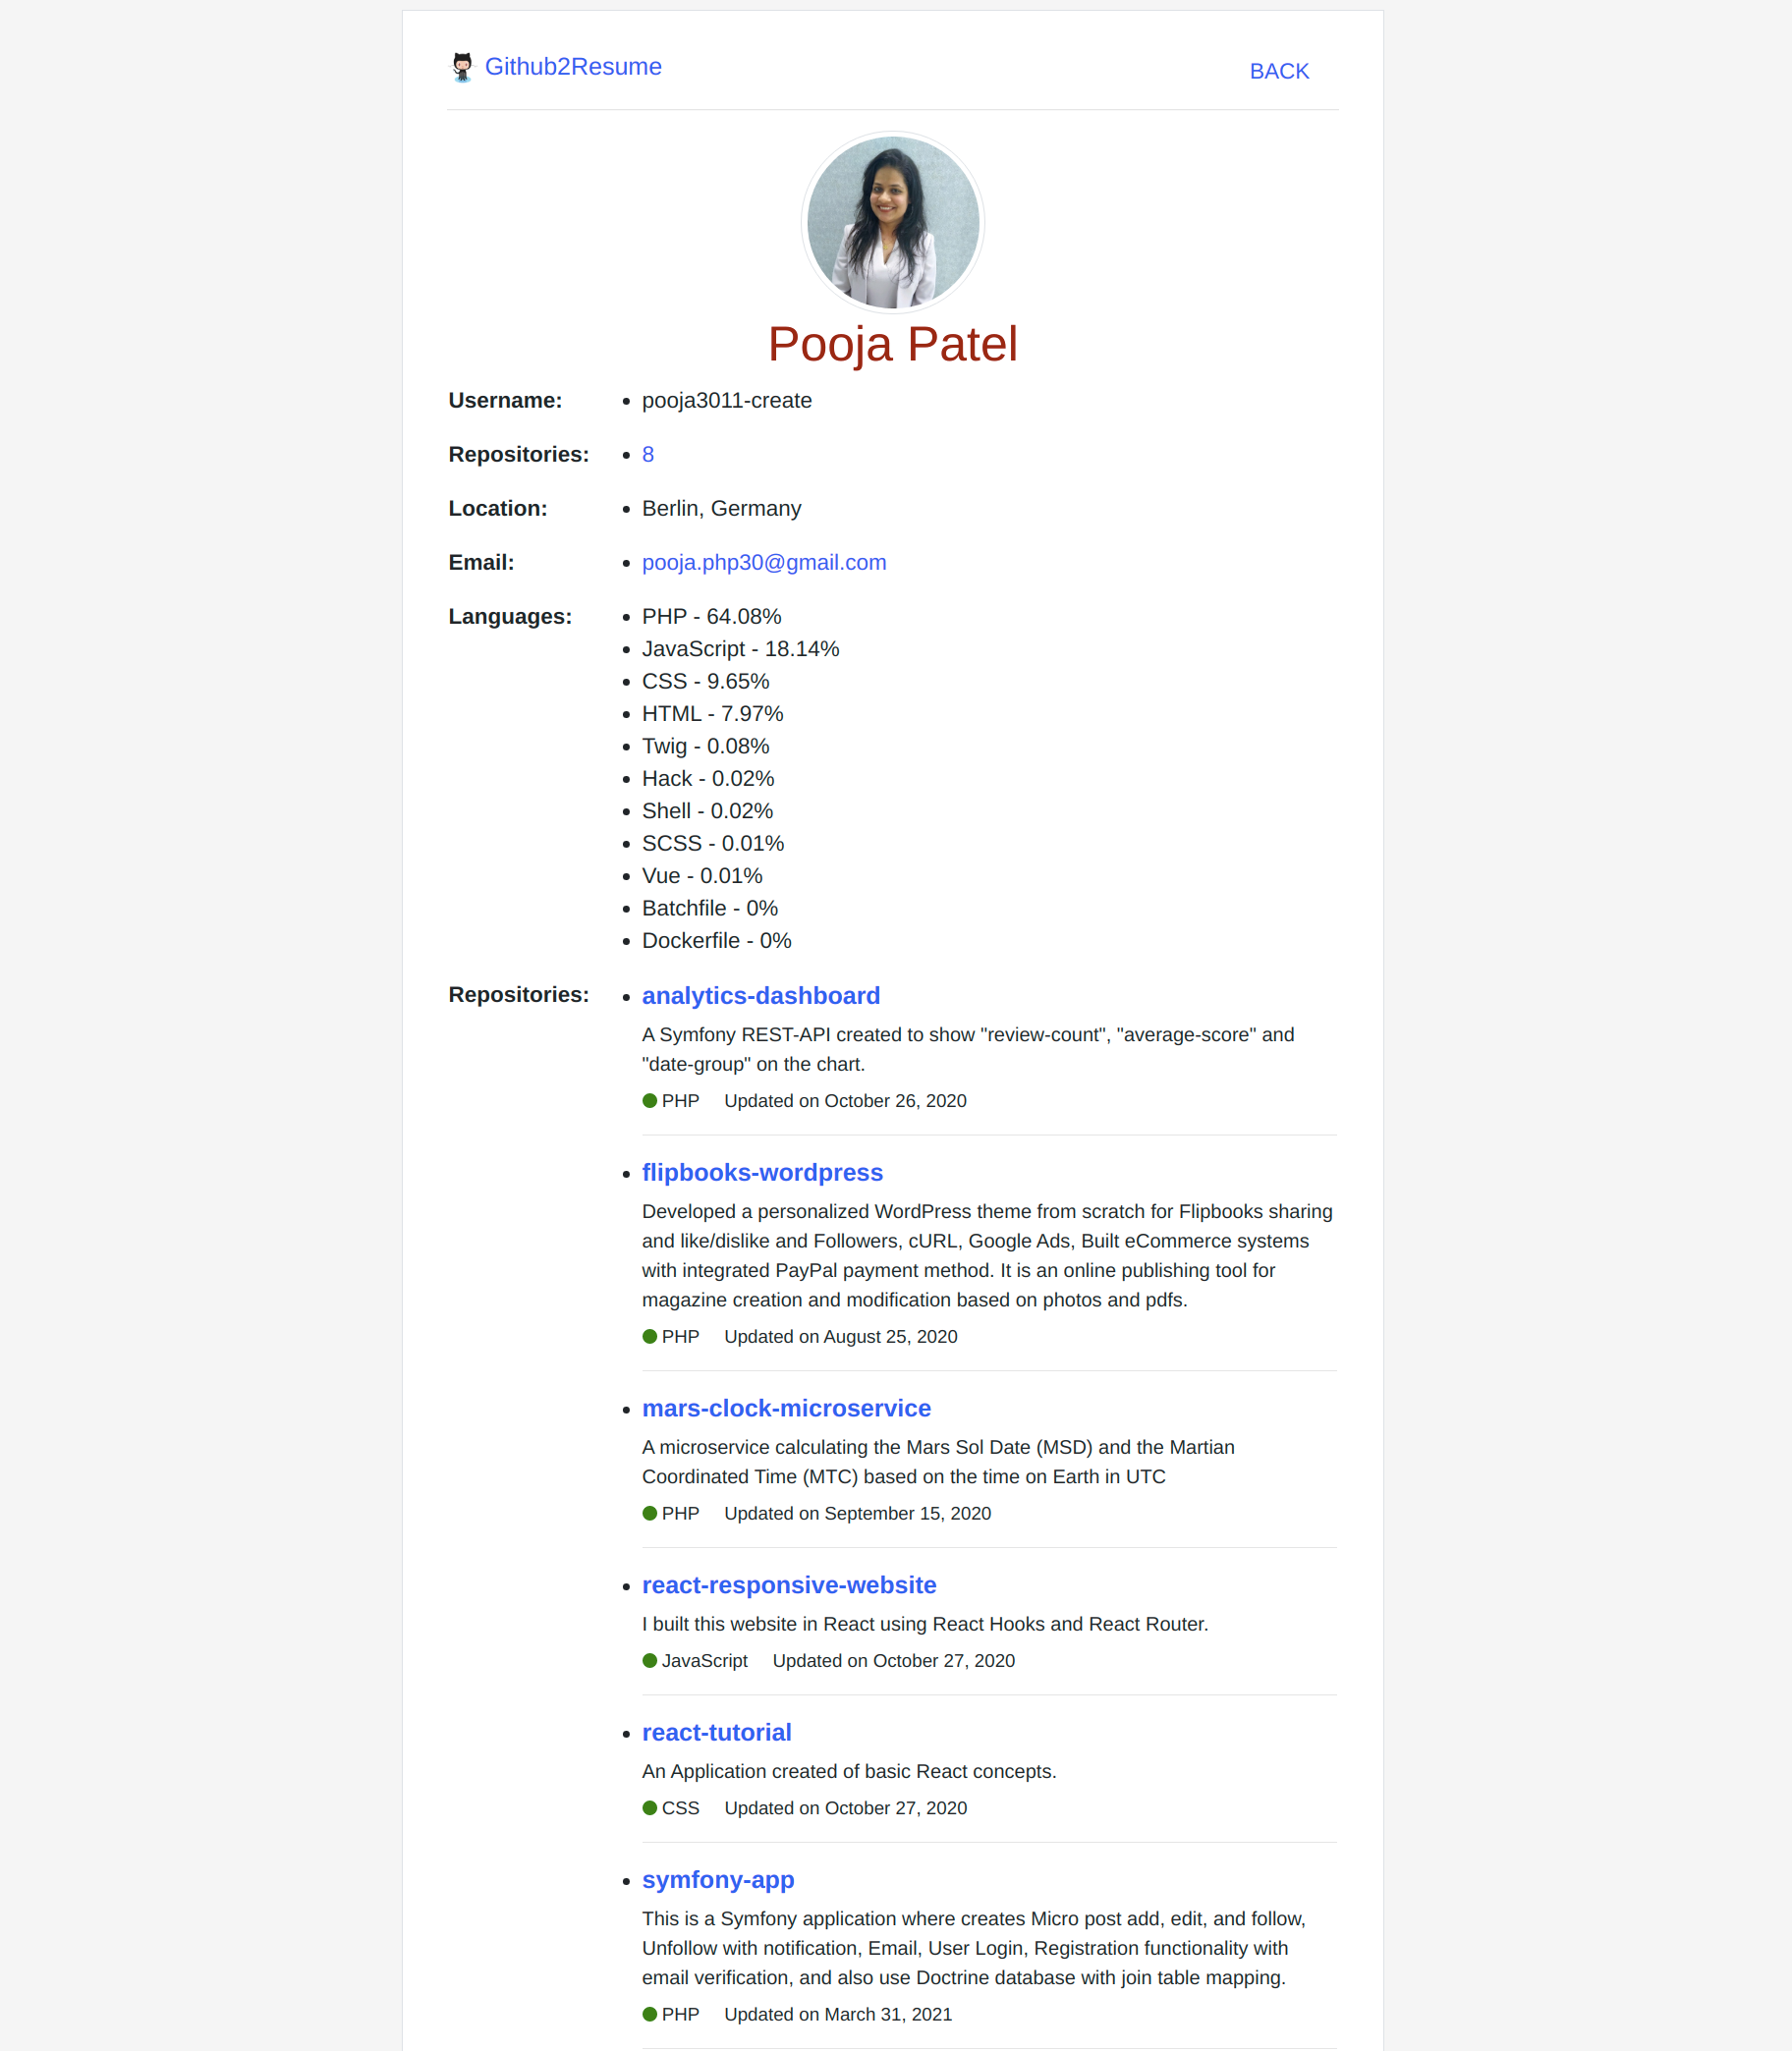 Github2Resume
BACK
Pooja Patel
Username:
pooja3011-create
Repositories:
8
Location:
Berlin, Germany
Email:
pooja.php30@gmail.com
Languages:
PHP - 64.08%
JavaScript - 18.14%
CSS - 9.65%
HTML - 7.97%
Twig - 0.08%
Hack - 0.02%
Shell - 0.02%
SCSS - 0.01%
Vue - 0.01%
Batchfile - 0%
Dockerfile - 0%
Repositories:
analytics-dashboard
A Symfony REST-API created to show "review-count", "average-score" and
"date-group" on the chart.
PHP Updated on October 26, 2020
flipbooks-wordpress
Developed a personalized WordPress theme from scratch for Flipbooks sharing
and like/dislike and Followers, cURL, Google Ads, Built eCommerce systems
with integrated PayPal payment method. It is an online publishing tool for
magazine creation and modification based on photos and pdfs.
PHP Updated on August 25, 2020
mars-clock-microservice
A microservice calculating the Mars Sol Date (MSD) and the Martian
Coordinated Time (MTC) based on the time on Earth in UTC
PHP Updated on September 15, 2020
react-responsive-website
I built this website in React using React Hooks and React Router.
JavaScript Updated on October 27, 2020
react-tutorial
An Application created of basic React concepts.
CSS Updated on October 27, 2020
symfony-app
This is a Symfony application where creates Micro post add, edit, and follow,
Unfollow with notification, Email, User Login, Registration functionality with
email verification, and also use Doctrine database with join table mapping.
PHP Updated on March 31, 2021